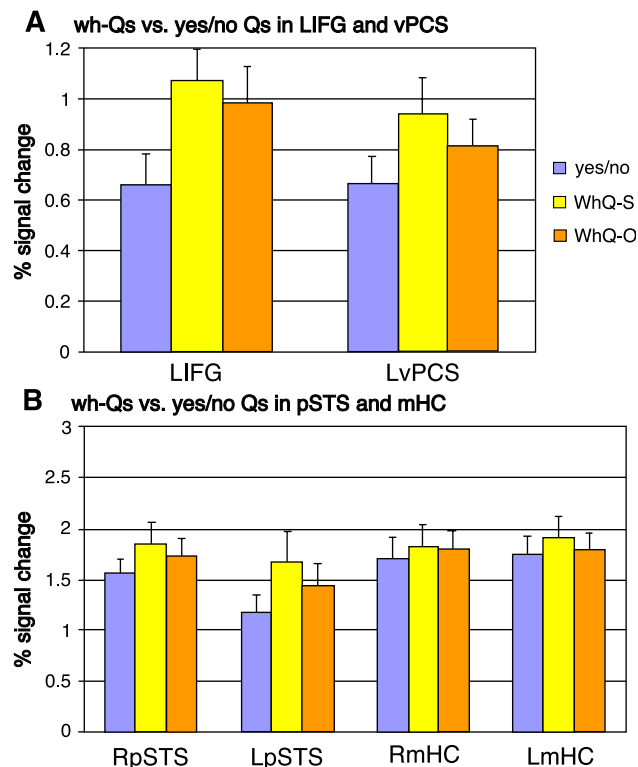 A wh-Qs vs. yes/no Qs in LIFG and vPCS
% signal change
1.2
1
0.8
0.6
0.4
0.2
0
LIFG LvPCS
yes/no
WhQ-S
WhQ-O
B wh-Qs vs. yes/no Qs in pSTS and mHC
% signal change
3
2.5
2
1.5
1
0.5
0
RpSTS LpSTS RmHC LmHC